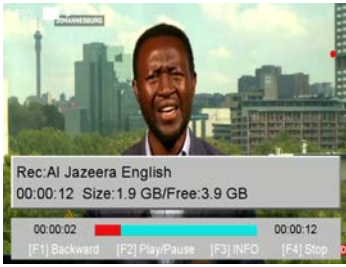 JOHANNESBURG
Rec:Al Jazeera English
00:00:12 Size:1.9 GB/Free:3.9 GB
00:00:02 00:00:12
[F1] Backward [F2] Play/Pause [F3] INFO [F4] Stop